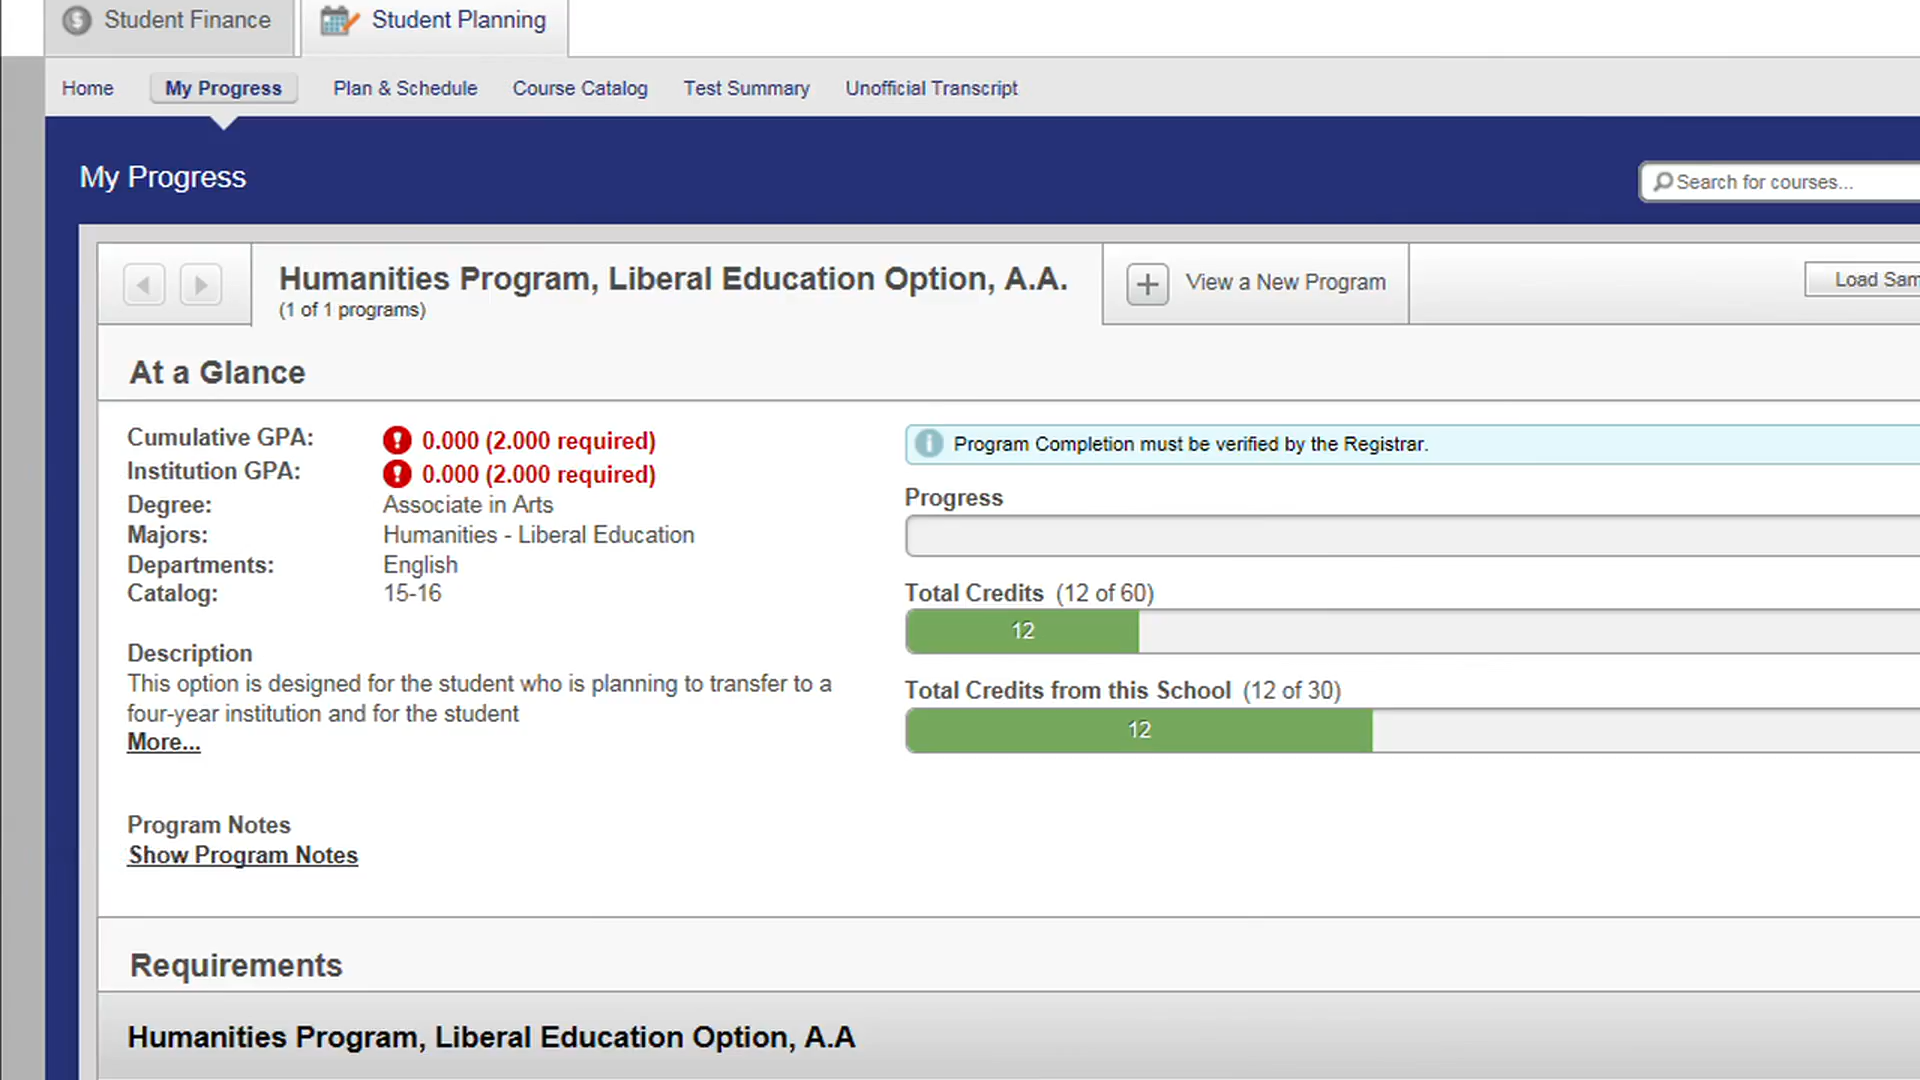 Student Finance
Student Planning
Home
My Progress
Plan & Schedule
Course Catalog
Test Summary
Unofficial Transcript
My Progress
Search for courses...
Humanities Program, Liberal Education Option, A.A.
(1 of 1 programs)
View a New Program
Load Sam
At a Glance
Cumulative GPA: 0.000 (2.000 required)
Institution GPA: 0.000 (2.000 required)
Degree: Associate in Arts
Majors: Humanities - Liberal Education
Departments: English
Catalog: 15-16
Description
This option is designed for the student who is planning to transfer to a
four-year institution and for the student
More...
Program Notes
Show Program Notes
Program Completion must be verified by the Registrar.
Progress
Total Credits (12 of 60)
12
Total Credits from this School (12 of 30)
12
Requirements
Humanities Program, Liberal Education Option, A.A